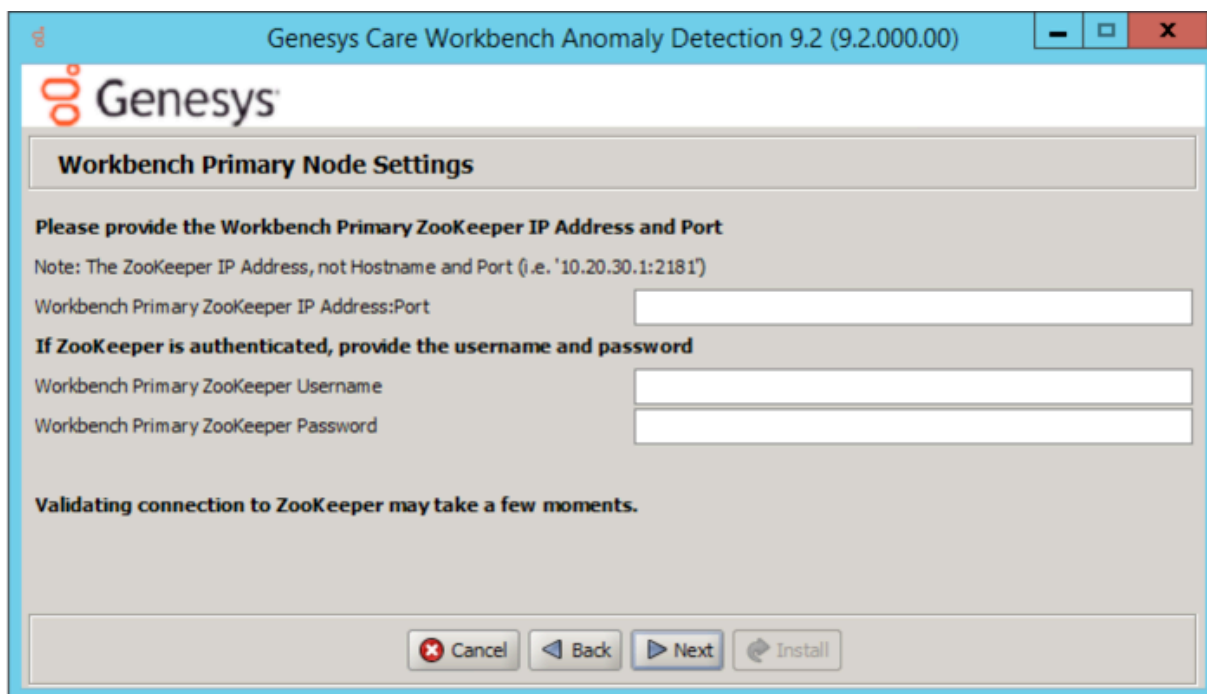 Genesys Care Workbench Anomaly Detection 9.2 (9.2.000.00)
Genesys
Workbench Primary Node Settings
Please provide the Workbench Primary ZooKeeper IP Address and Port
Note: The ZooKeeper IP Address, not Hostname and Port (i.e. '10.20.30.1:2181')
Workbench Primary ZooKeeper IP Address:Port
If ZooKeeper is authenticated, provide the username and password
Workbench Primary ZooKeeper Username
Workbench Primary ZooKeeper Password
Validating connection to ZooKeeper may take a few moments.
Cancel Back Next Install